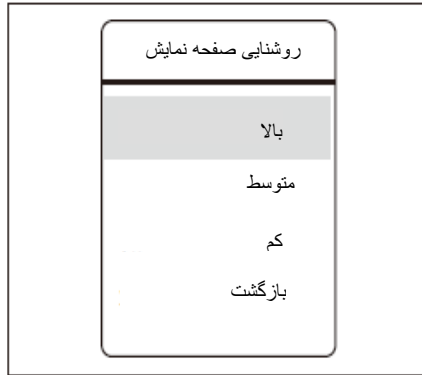 روشنایی صفحه نمایش
بالا
متوسط
کم
بازگشت